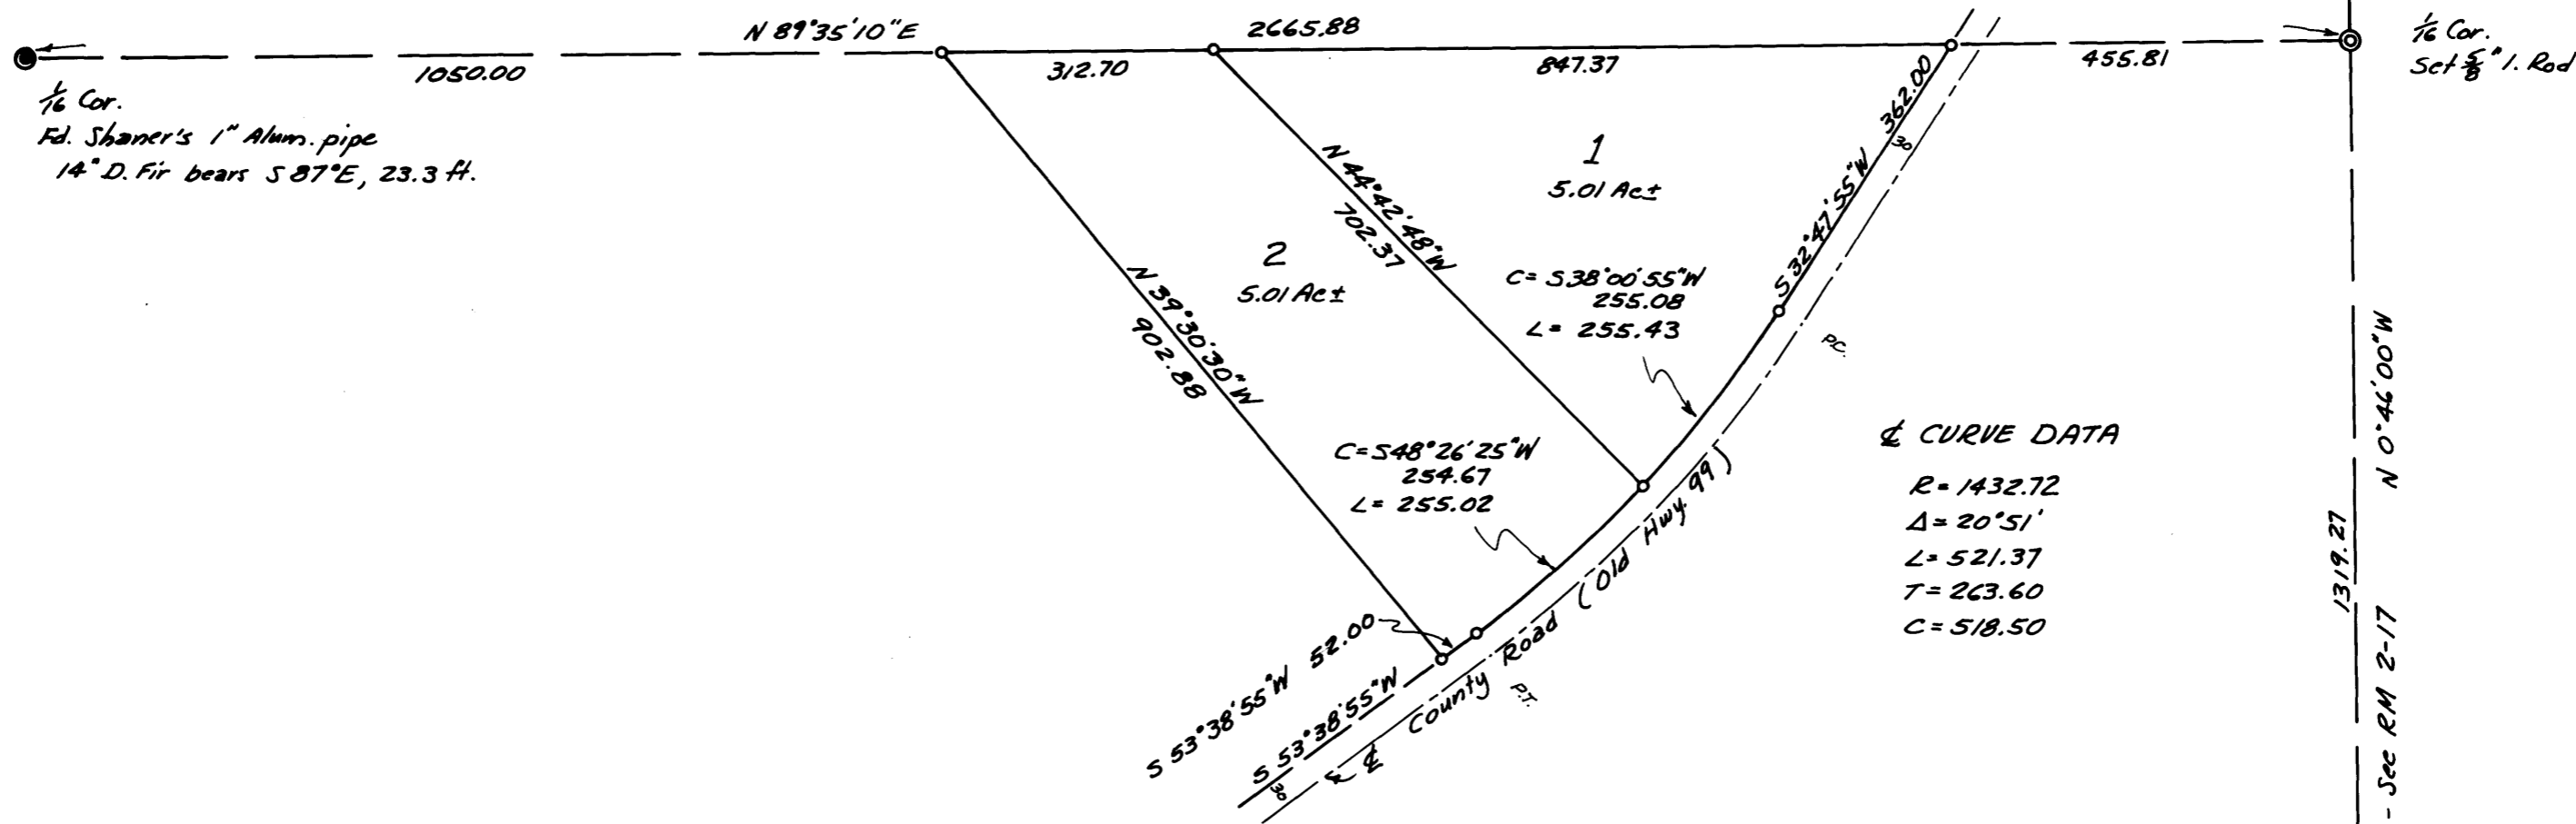 N 89°35'10"E
2665.88
1050.00
312.70
847.37
455.81
1/16 Cor.
Set 5/8" I. Rod
1/16 Cor.
Fd. Shaner's 1" Alum. pipe
14" D. Fir bears S 87°E, 23.3 ft.
362.00
S 32°47'55"W
30
1
5.01 Ac±
N 44°42'48"W
702.37
2
5.01 Ac±
N 39°30'30"W
902.88
C= S38°00'55"W
255.08
L= 255.43
P.C.
C= S48°26'25"W
254.67
L= 255.02
₵ CURVE DATA
R= 1432.72
Δ= 20°51'
L= 521.37
T= 263.60
C= 518.50
N 0°46'00"W
1319.27
- See RM 2-17
S 53°38'55"W 52.00
S 53°38'55"W
30
₵ County Road (Old Hwy. 99)
P.T.